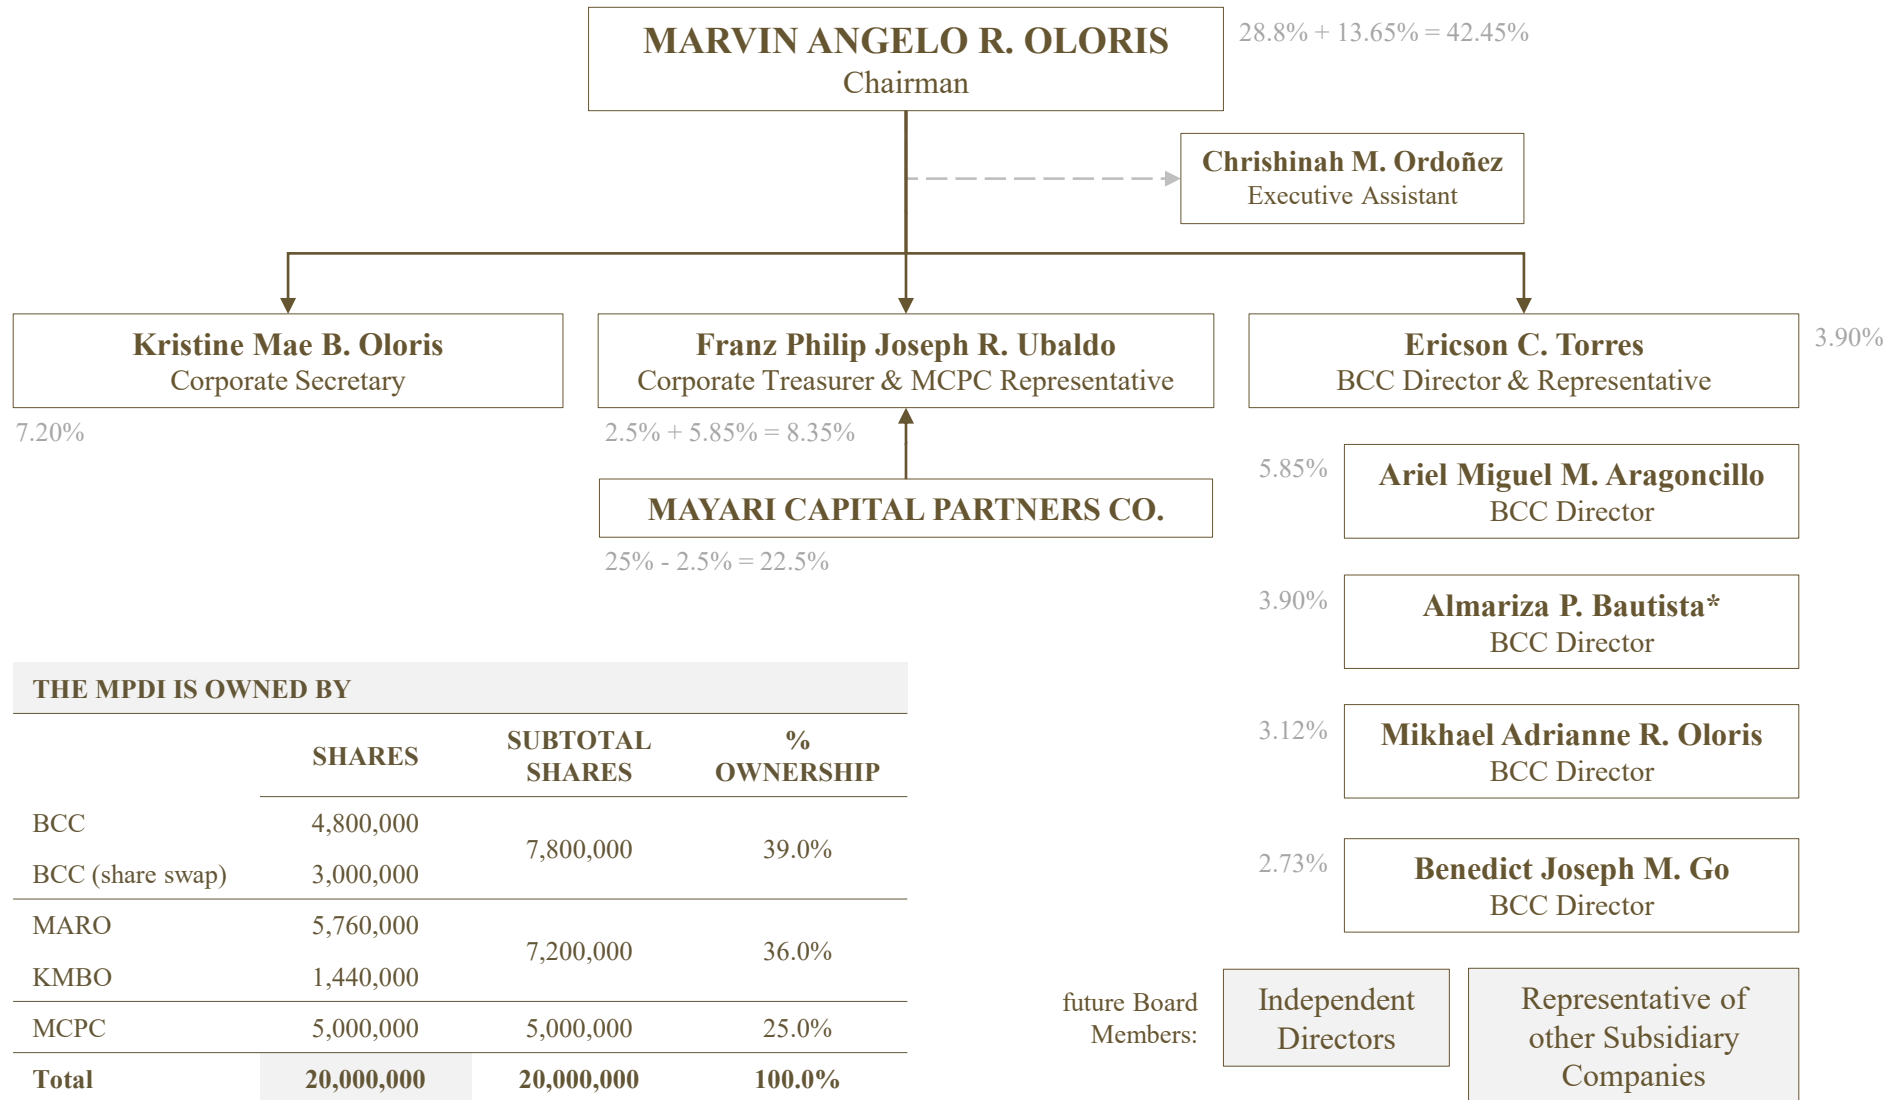 MARVIN ANGELO R. OLORIS
Chairman
28.8% + 13.65% = 42.45%
Chrishinah M. Ordoñez
Executive Assistant
Kristine Mae B. Oloris
Corporate Secretary
7.20%
Franz Philip Joseph R. Ubaldo
Corporate Treasurer & MCPC Representative
2.5% + 5.85% = 8.35%
MAYARI CAPITAL PARTNERS CO.
25% - 2.5% = 22.5%
Ericson C. Torres
BCC Director & Representative
3.90%
5.85%
Ariel Miguel M. Aragoncillo
BCC Director
3.90%
Almariza P. Bautista*
BCC Director
3.12%
Mikhael Adrianne R. Oloris
BCC Director
2.73%
Benedict Joseph M. Go
BCC Director
future Board
Members:
Independent
Directors
Representative of
other Subsidiary
Companies
THE MPDI IS OWNED BY
SHARES
SUBTOTAL
SHARES
%
OWNERSHIP
BCC 4,800,000
7,800,000 39.0%
BCC (share swap) 3,000,000
MARO 5,760,000
7,200,000 36.0%
KMBO 1,440,000
MCPC 5,000,000 5,000,000 25.0%
Total 20,000,000 20,000,000 100.0%